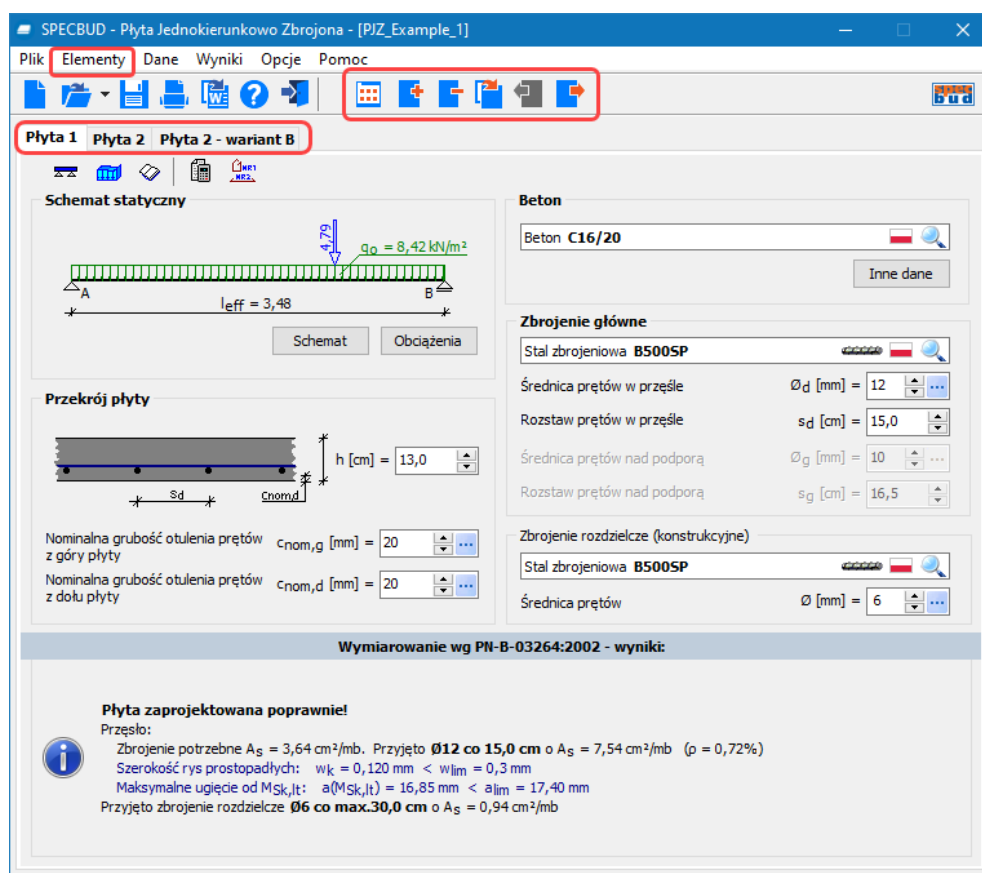 SPECBUD - Płyta Jednokierunkowo Zbrojona - [PJZ_Example_1]
Plik Elementy Dane Wyniki Opcje Pomoc
spec bud
Płyta 1 Płyta 2 Płyta 2 - wariant B
NR1
NR2
Schemat statyczny
4,79
qo = 8,42 kN/m²
A
B
leff = 3,48
Schemat Obciążenia
Przekrój płyty
h [cm] = 13,0
Sd
Cnom,d
Nominalna grubość otulenia prętów z góry płyty cnom,g [mm] = 20
Nominalna grubość otulenia prętów z dołu płyty cnom,d [mm] = 20
Beton
Beton C16/20
Inne dane
Zbrojenie główne
Stal zbrojeniowa B500SP
Średnica prętów w przęśle Ød [mm] = 12
Rozstaw prętów w przęśle sd [cm] = 15,0
Średnica prętów nad podporą Øg [mm] = 10
Rozstaw prętów nad podporą sg [cm] = 16,5
Zbrojenie rozdzielcze (konstrukcyjne)
Stal zbrojeniowa B500SP
Średnica prętów Ø [mm] = 6
Wymiarowanie wg PN-B-03264:2002 - wyniki:
Płyta zaprojektowana poprawnie!
Przęsło:
Zbrojenie potrzebne As = 3,64 cm²/mb. Przyjęto Ø12 co 15,0 cm o As = 7,54 cm²/mb (ρ = 0,72%)
Szerokość rys prostopadłych: wk = 0,120 mm < wlim = 0,3 mm
Maksymalne ugięcie od MSk,lt: a(MSk,lt) = 16,85 mm < alim = 17,40 mm
Przyjęto zbrojenie rozdzielcze Ø6 co max.30,0 cm o As = 0,94 cm²/mb